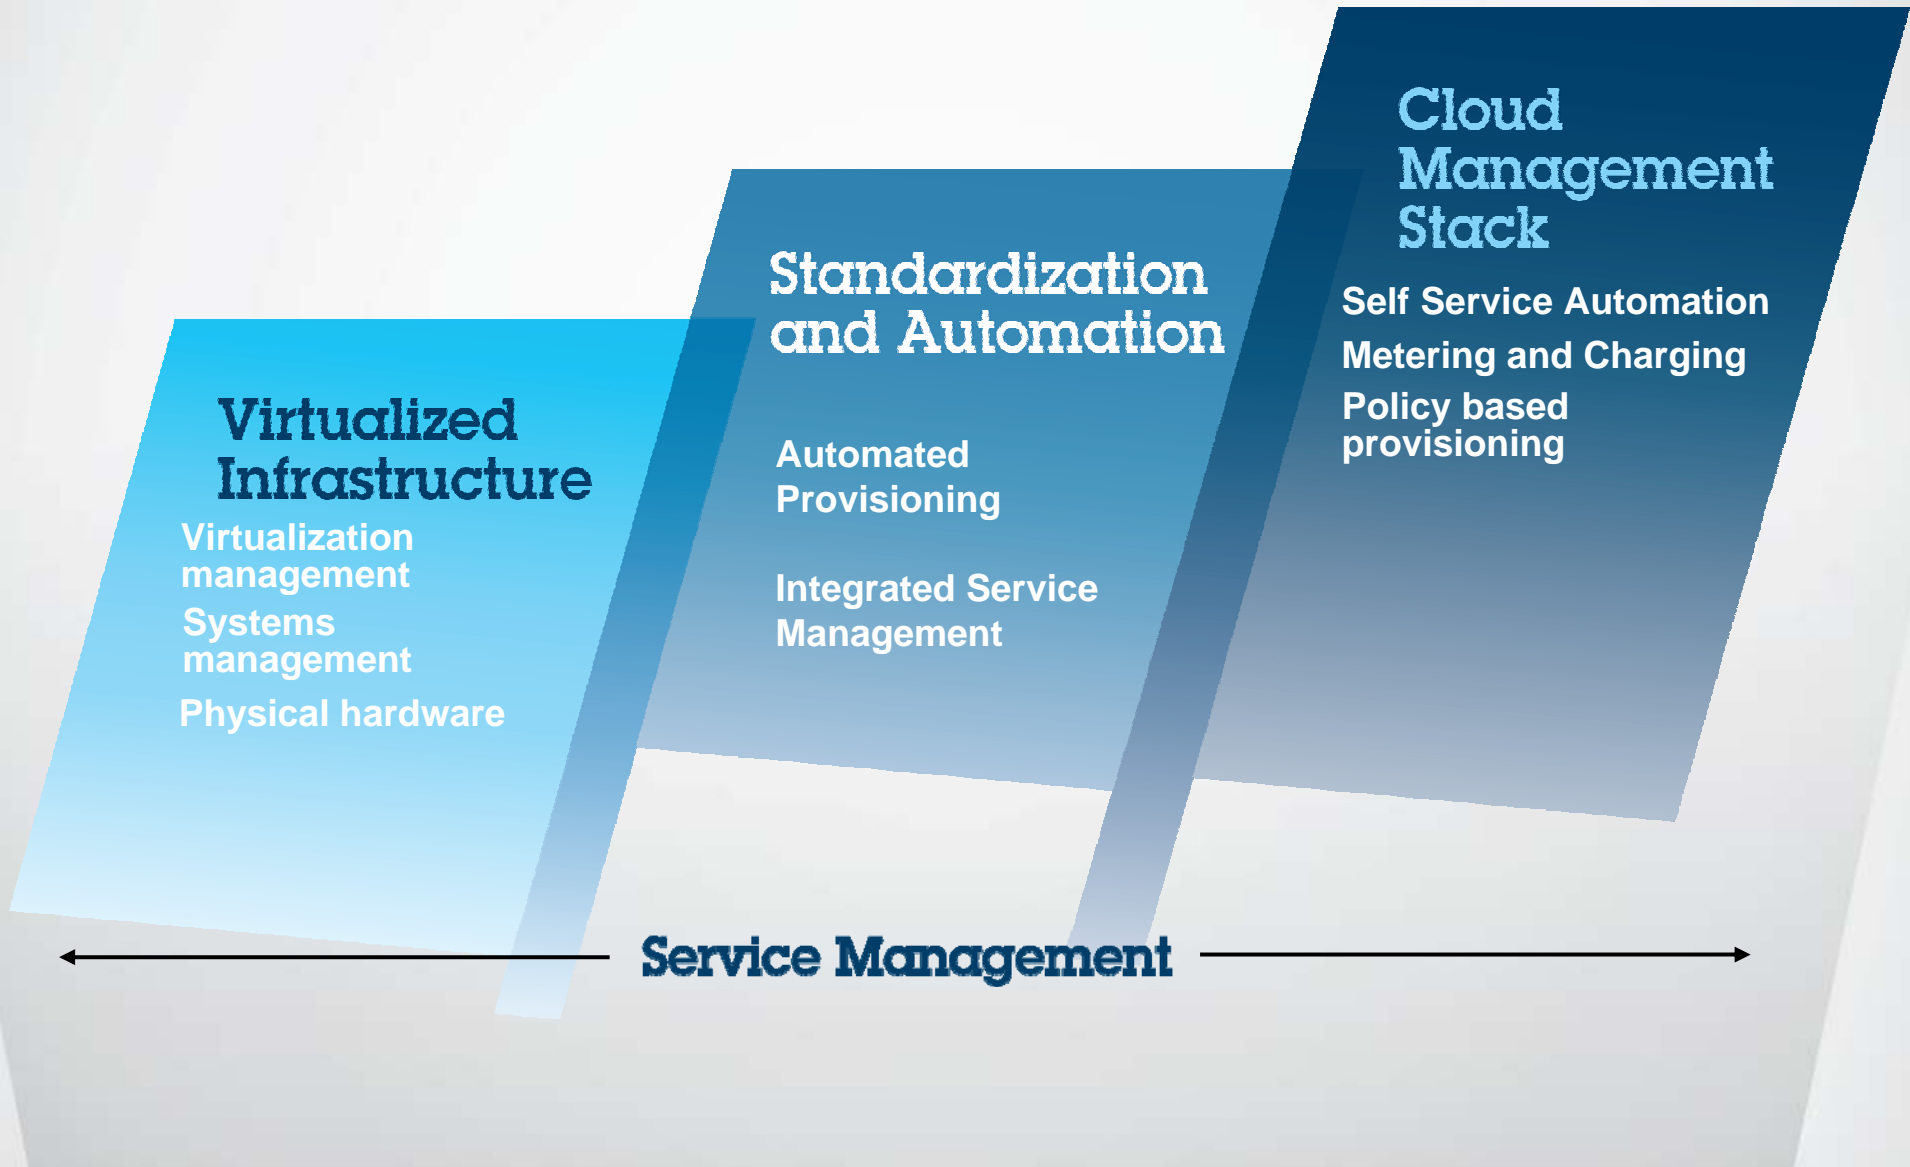 Virtualized
Infrastructure
Virtualization
management
Systems
management
Physical hardware
Standardization
and Automation
Automated
Provisioning
Integrated Service
Management
Cloud
Management
Stack
Self Service Automation
Metering and Charging
Policy based
provisioning
Service Management